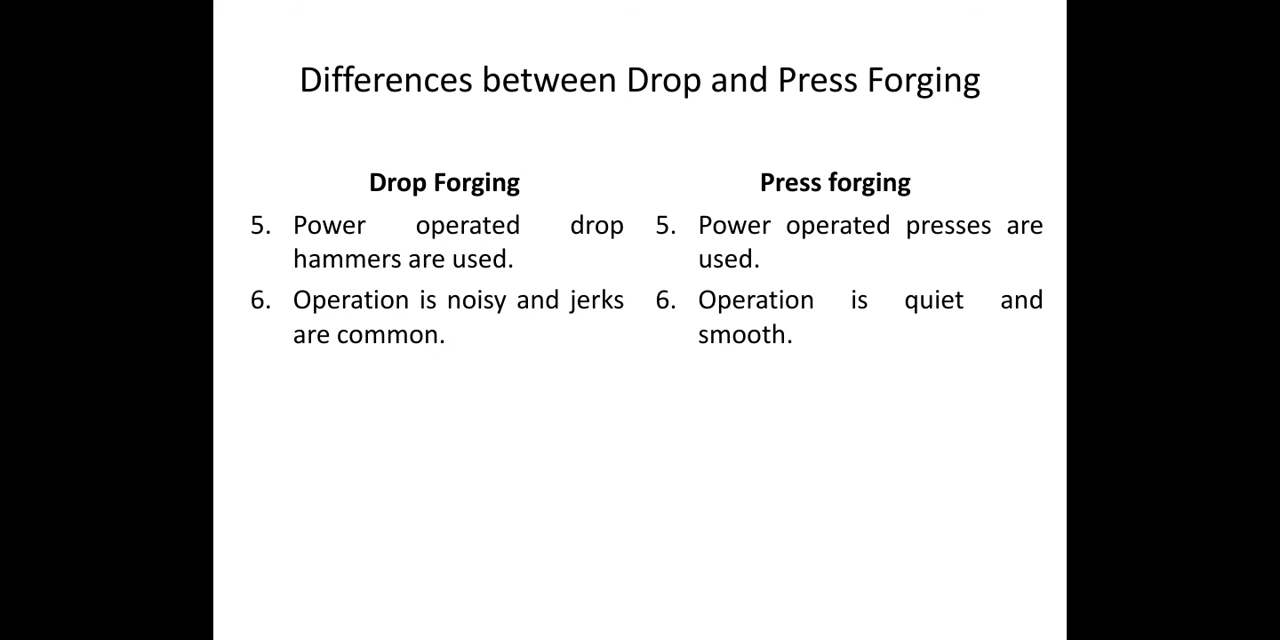 Differences between Drop and Press Forging
Drop Forging
5. Power operated drop
hammers are used.
6. Operation is noisy and jerks
are common.
Press forging
5. Power operated presses are
used.
6. Operation is quiet and
smooth.